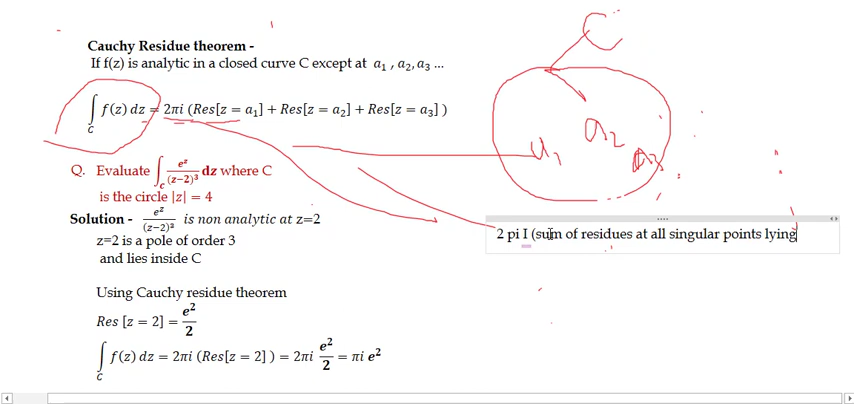 Cauchy Residue theorem -
If f(z) is analytic in a closed curve C except at a₁ , a₂, a₃ ...
∫_C f(z) dz = 2πi (Res[z = a₁] + Res[z = a₂] + Res[z = a₃] )
Q. Evaluate ∫_c e^z/(z−2)³ dz where C
is the circle |z| = 4
Solution - e^z/(z−2)³ is non analytic at z=2
z=2 is a pole of order 3
and lies inside C
Using Cauchy residue theorem
Res [z = 2] = e²/2
∫_C f(z) dz = 2πi (Res[z = 2] ) = 2πi e²/2 = πi e²
C
a₁
a₂
a₃
2 pi I (sum of residues at all singular points lying